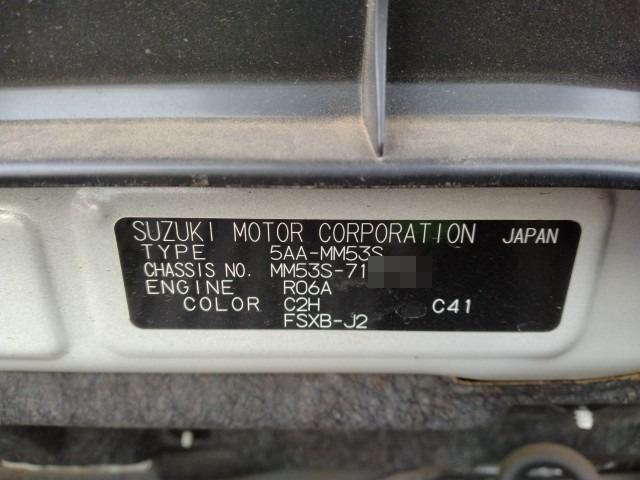 SUZUKI MOTOR CORPORATION JAPAN
TYPE 5AA-MM53S
CHASSIS NO. MM53S-71
ENGINE R06A
COLOR C2H C41
FSXB-J2